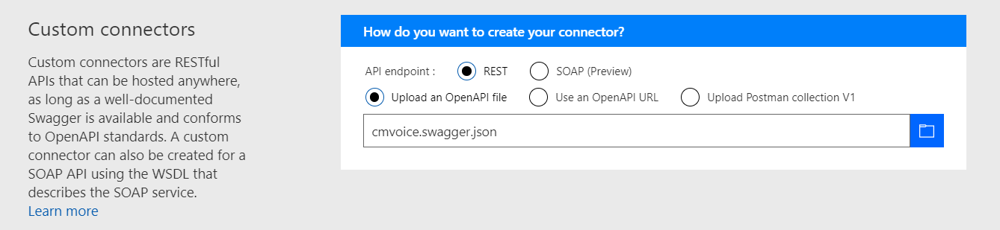 Custom connectors
Custom connectors are RESTful
APIs that can be hosted anywhere,
as long as a well-documented
Swagger is available and conforms
to OpenAPI standards. A custom
connector can also be created for a
SOAP API using the WSDL that
describes the SOAP service.
Learn more
How do you want to create your connector?
API endpoint : REST SOAP (Preview)
Upload an OpenAPI file Use an OpenAPI URL Upload Postman collection V1
cmvoice.swagger.json